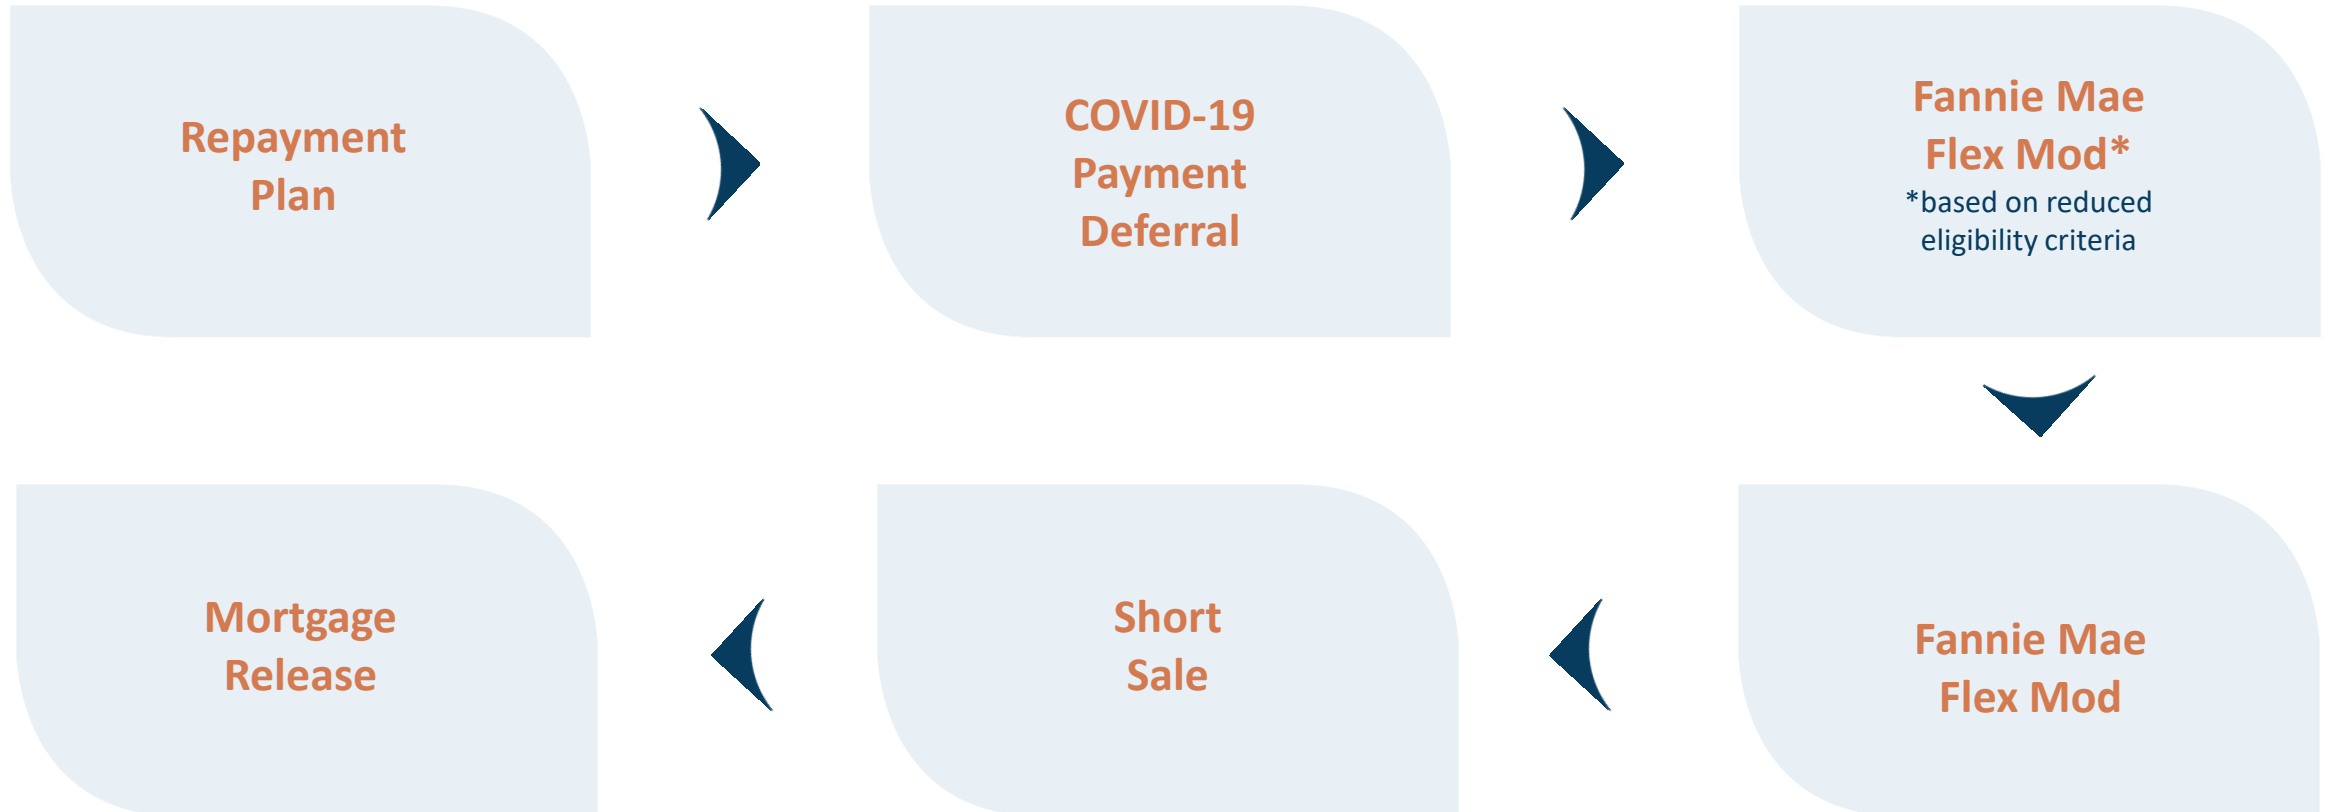 Repayment
Plan
COVID-19
Payment
Deferral
Fannie Mae
Flex Mod*
*based on reduced
eligibility criteria
Mortgage
Release
Short
Sale
Fannie Mae
Flex Mod